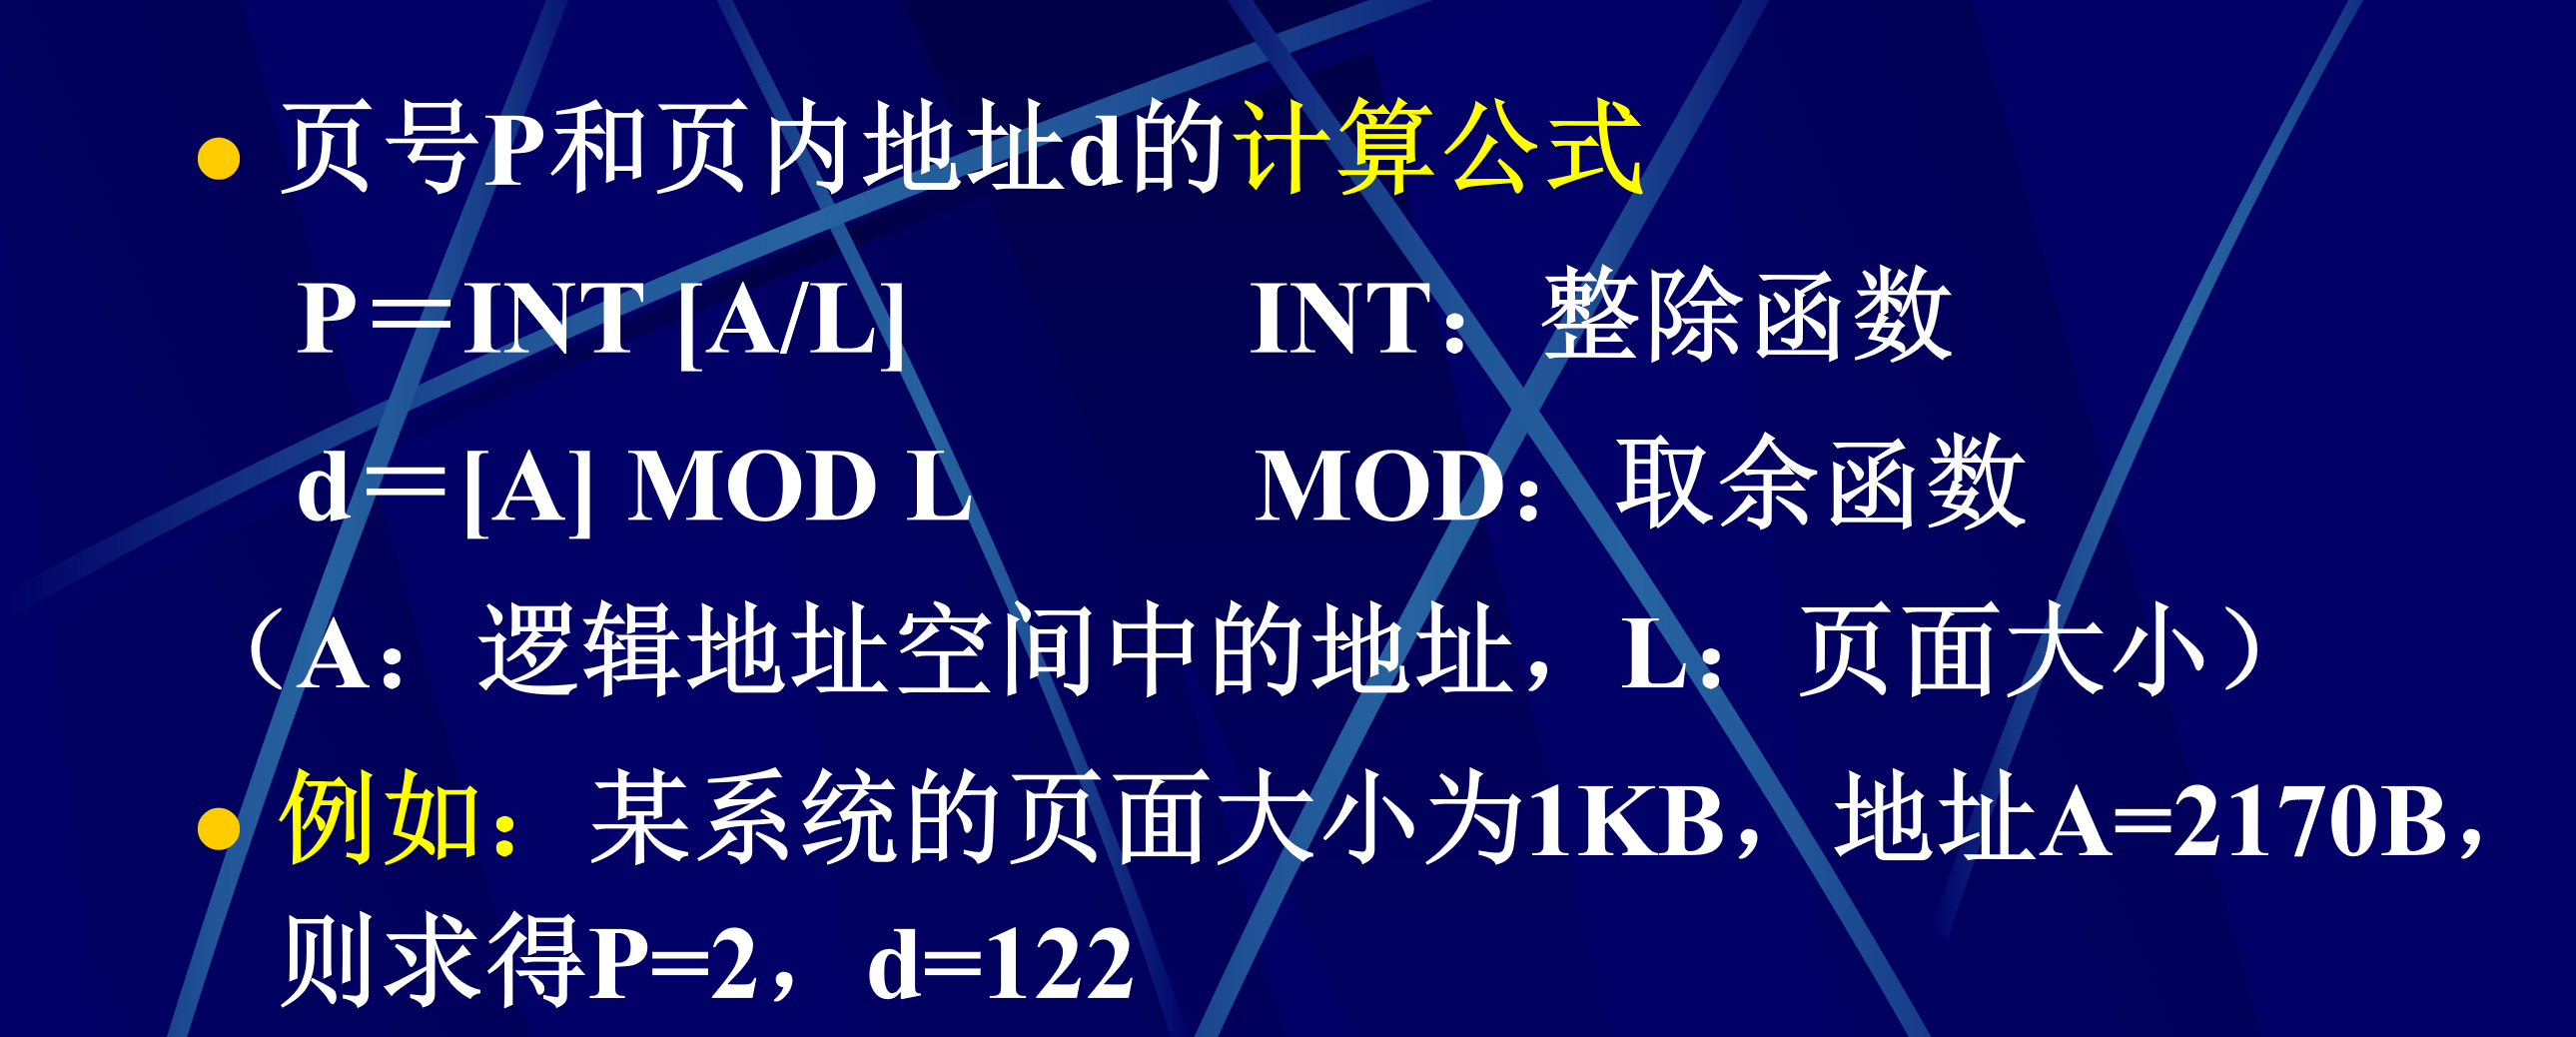 ● 页号P和页内地址d的计算公式
P＝INT [A/L] INT：整除函数
d＝[A] MOD L MOD：取余函数
（A：逻辑地址空间中的地址，L：页面大小）
● 例如：某系统的页面大小为1KB，地址A=2170B，
则求得P=2，d=122